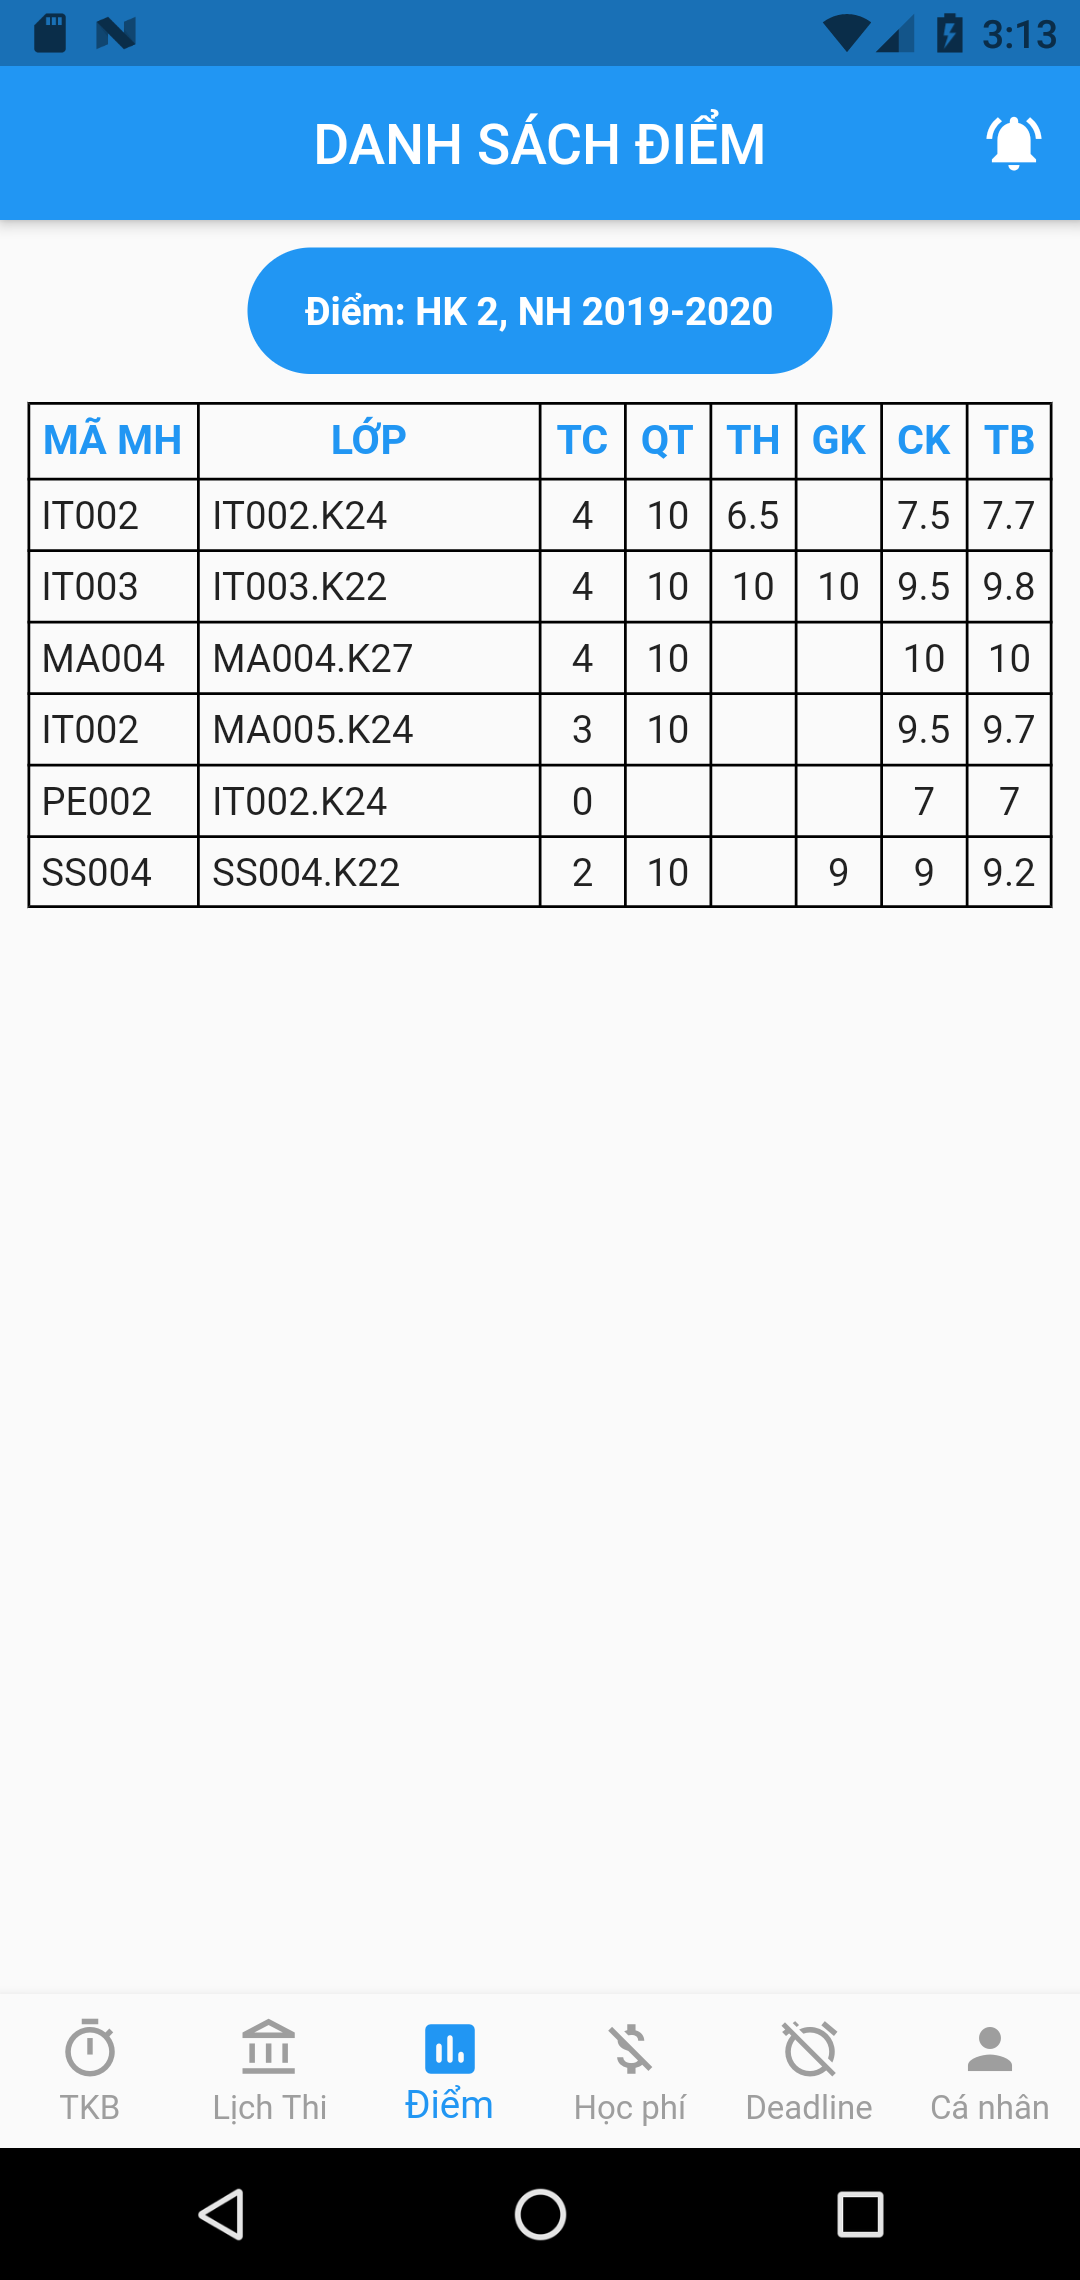 3:13
DANH SÁCH ĐIỂM
Điểm: HK 2, NH 2019-2020
MÃ MH LỚP TC QT TH GK CK TB
IT002 IT002.K24 4 10 6.5 7.5 7.7
IT003 IT003.K22 4 10 10 10 9.5 9.8
MA004 MA004.K27 4 10 10 10
IT002 MA005.K24 3 10 9.5 9.7
PE002 IT002.K24 0 7 7
SS004 SS004.K22 2 10 9 9 9.2
TKB Lịch Thi Điểm Học phí Deadline Cá nhân